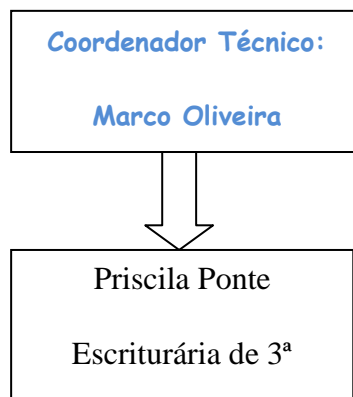 Coordenador Técnico:
Marco Oliveira
Priscila Ponte
Escriturária de 3ª